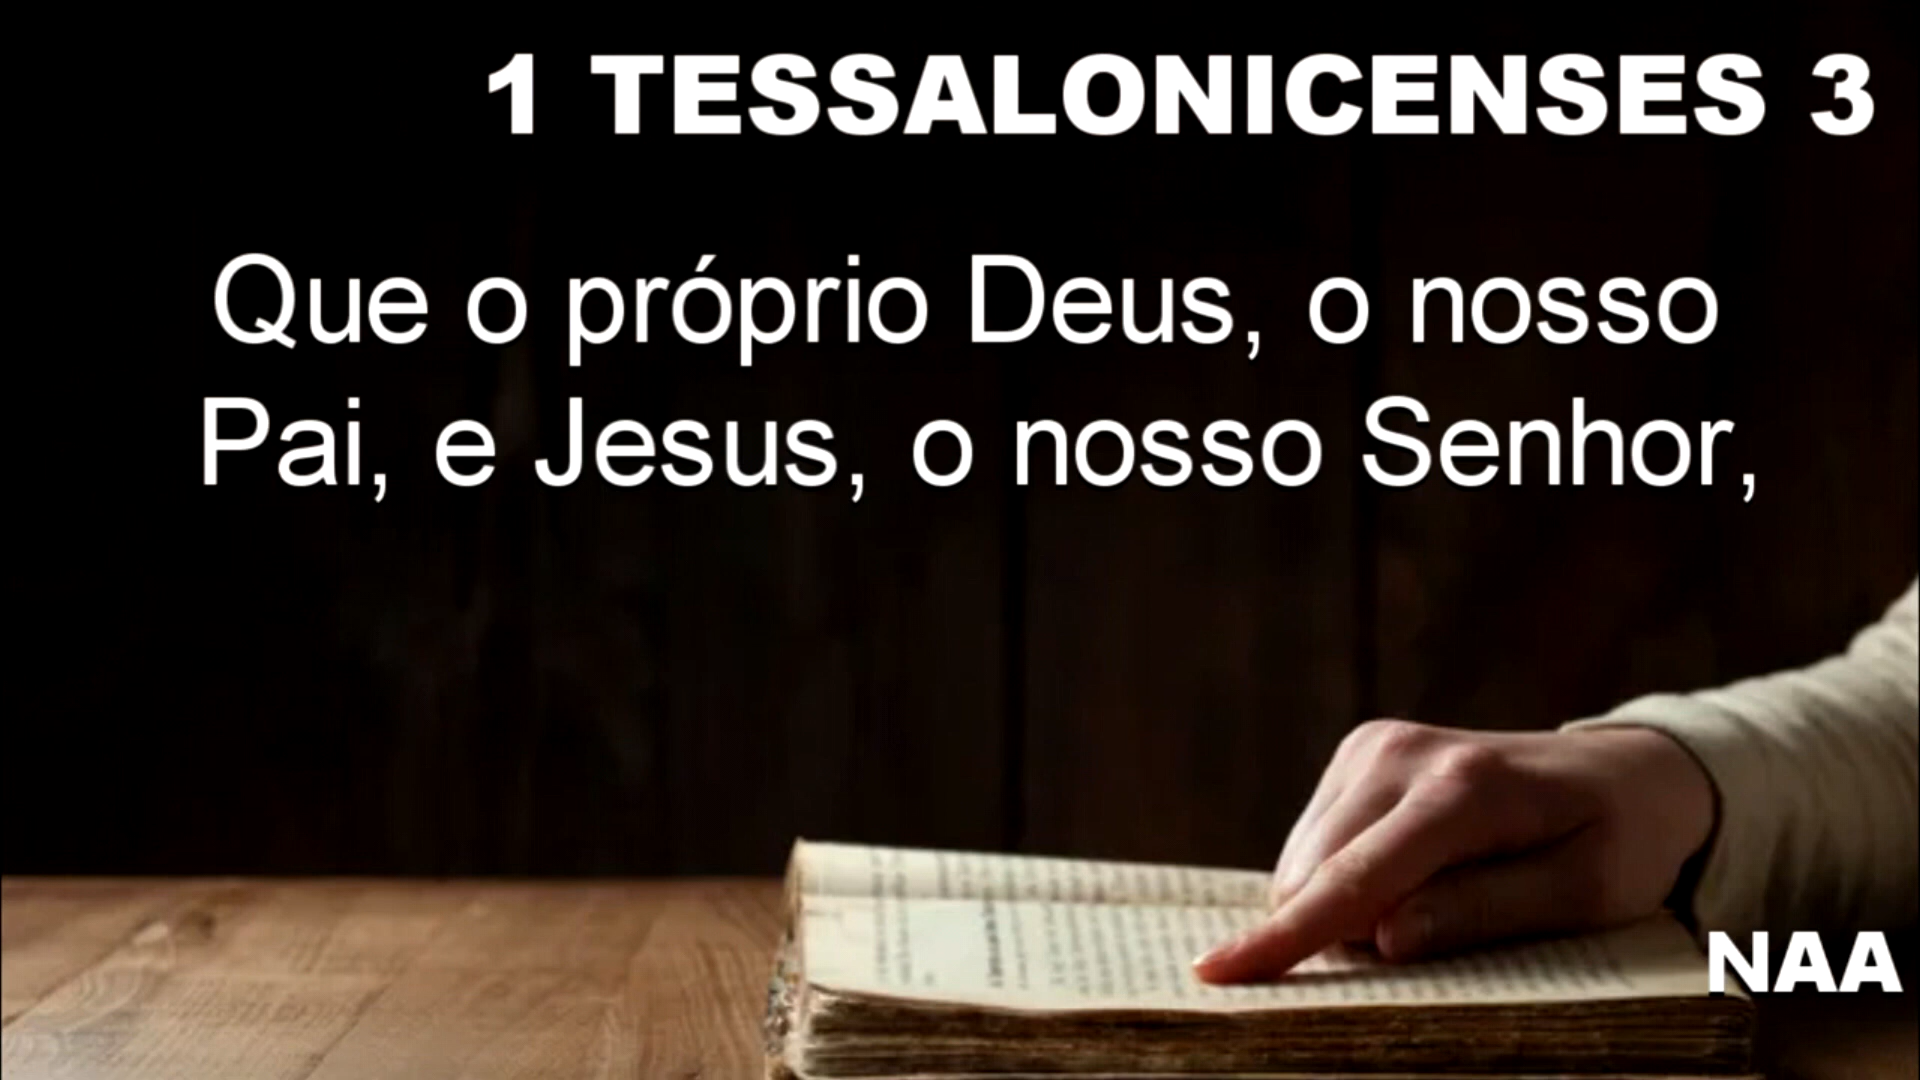 1 TESSALONICENSES 3
Que o próprio Deus, o nosso
Pai, e Jesus, o nosso Senhor,
NAA